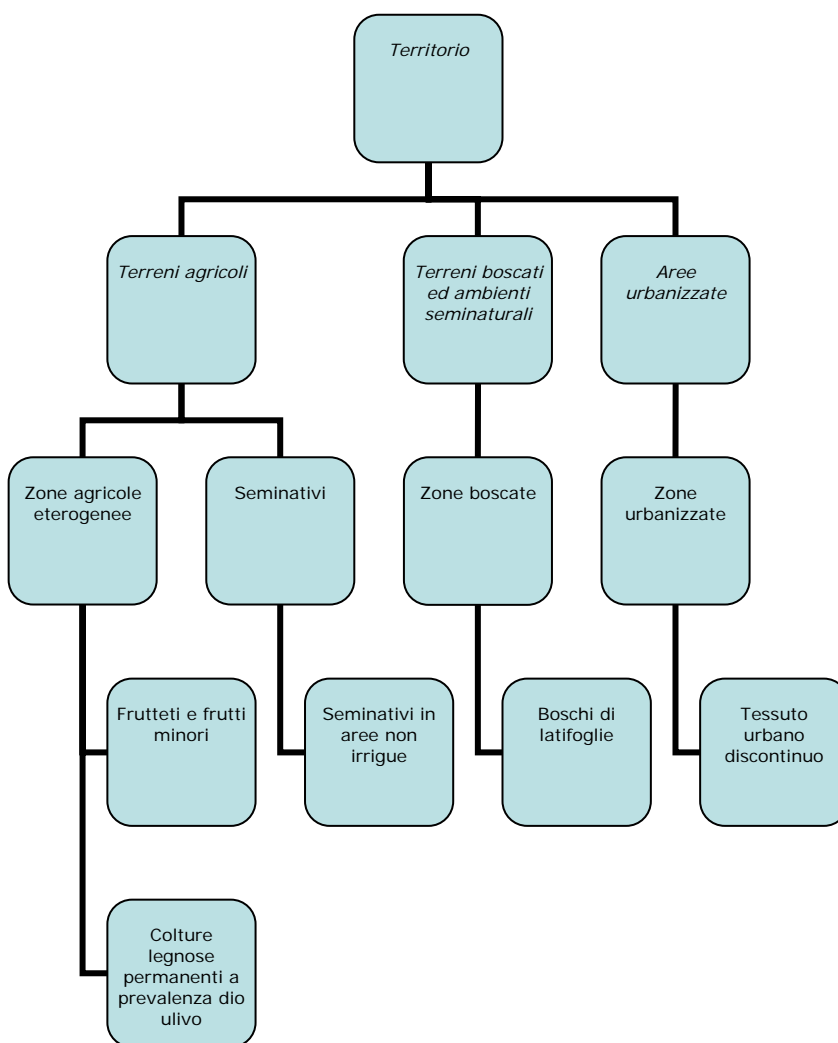 Territorio
Terreni agricoli
Terreni boscati
ed ambienti
seminaturali
Aree
urbanizzate
Zone agricole
eterogenee
Seminativi
Zone boscate
Zone
urbanizzate
Frutteti e frutti
minori
Seminativi in
aree non
irrigue
Boschi di
latifoglie
Tessuto
urbano
discontinuo
Colture
legnose
permanenti a
prevalenza dio
ulivo